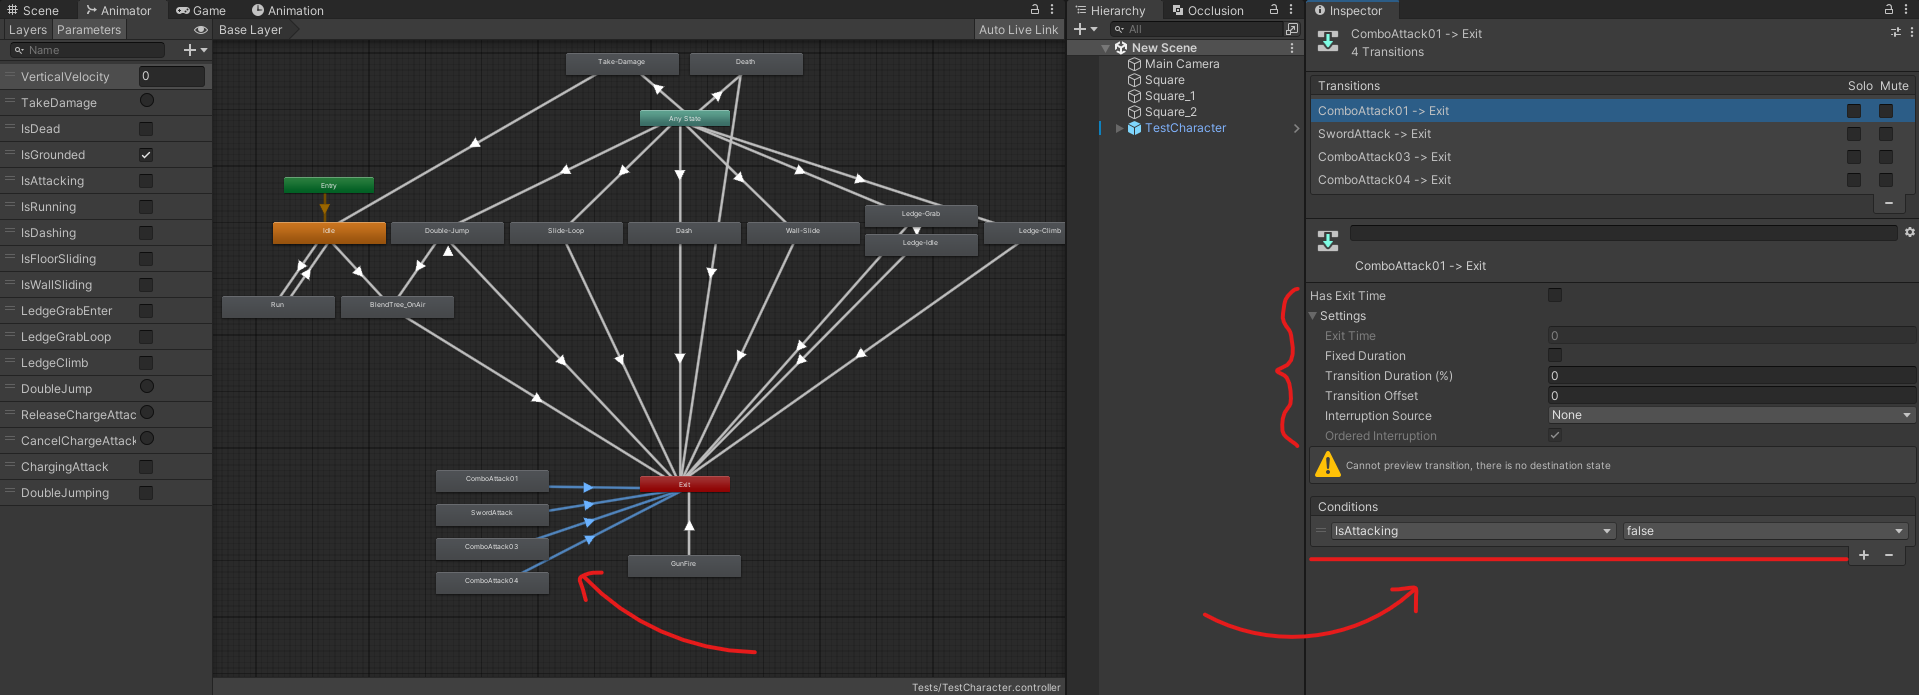 Scene
Animator
Game
Animation
Layers
Parameters
Base Layer
Auto Live Link
Name
VerticalVelocity
0
TakeDamage
IsDead
IsGrounded
IsAttacking
IsRunning
IsDashing
IsFloorSliding
IsWallSliding
LedgeGrabEnter
LedgeGrabLoop
LedgeClimb
DoubleJump
ReleaseChargeAttac
CancelChargeAttack
ChargingAttack
DoubleJumping
Take-Damage
Death
Any State
Entry
Idle
Double-Jump
Slide-Loop
Dash
Wall-Slide
Ledge-Grab
Ledge-Idle
Ledge-Climb
Run
BlendTree_OnAir
ComboAttack01
SwordAttack
ComboAttack03
ComboAttack04
Exit
GunFire
Tests/TestCharacter.controller
Hierarchy
Occlusion
All
New Scene
Main Camera
Square
Square_1
Square_2
TestCharacter
Inspector
ComboAttack01 -> Exit
4 Transitions
Transitions
Solo
Mute
ComboAttack01 -> Exit
SwordAttack -> Exit
ComboAttack03 -> Exit
ComboAttack04 -> Exit
ComboAttack01 -> Exit
Has Exit Time
Settings
Exit Time
0
Fixed Duration
Transition Duration (%)
0
Transition Offset
0
Interruption Source
None
Ordered Interruption
Cannot preview transition, there is no destination state
Conditions
IsAttacking
false